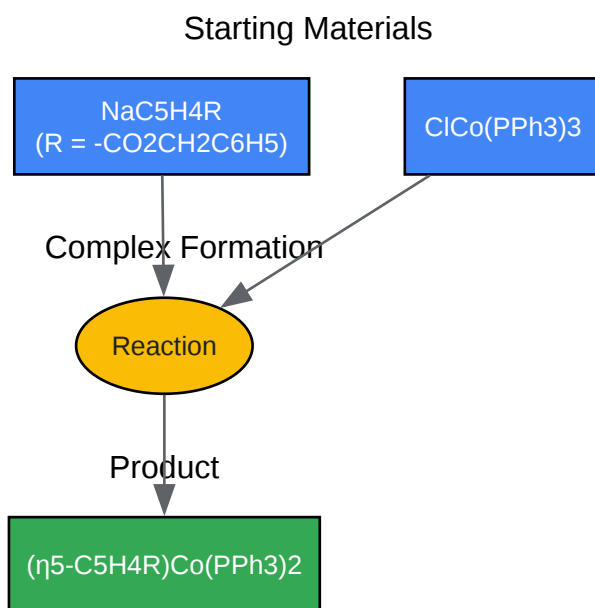 Starting Materials
NaC5H4R
(R = -CO2CH2C6H5)
ClCo(PPh3)3
Complex Formation
Reaction
Product
(η5-C5H4R)Co(PPh3)2